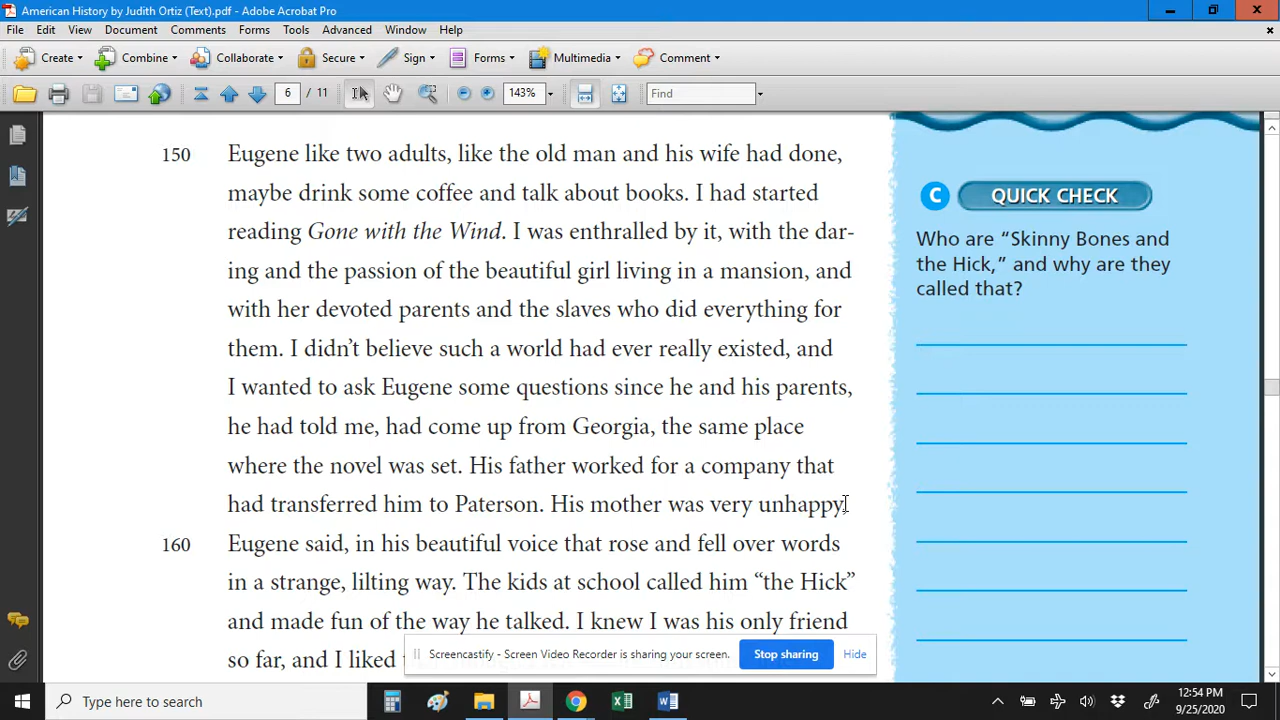 American History by Judith Ortiz (Text).pdf - Adobe Acrobat Pro
File Edit View Document Comments Forms Tools Advanced Window Help
Create Combine Collaborate Secure Sign Forms Multimedia Comment
6 / 11 143% Find
150 Eugene like two adults, like the old man and his wife had done,
maybe drink some coffee and talk about books. I had started
reading Gone with the Wind. I was enthralled by it, with the dar-
ing and the passion of the beautiful girl living in a mansion, and
with her devoted parents and the slaves who did everything for
them. I didn’t believe such a world had ever really existed, and
I wanted to ask Eugene some questions since he and his parents,
he had told me, had come up from Georgia, the same place
where the novel was set. His father worked for a company that
had transferred him to Paterson. His mother was very unhappy,
160 Eugene said, in his beautiful voice that rose and fell over words
in a strange, lilting way. The kids at school called him “the Hick”
and made fun of the way he talked. I knew I was his only friend
so far, and I liked
C QUICK CHECK
Who are “Skinny Bones and
the Hick,” and why are they
called that?
Screencastify - Screen Video Recorder is sharing your screen. Stop sharing Hide
Type here to search
12:54 PM
9/25/2020